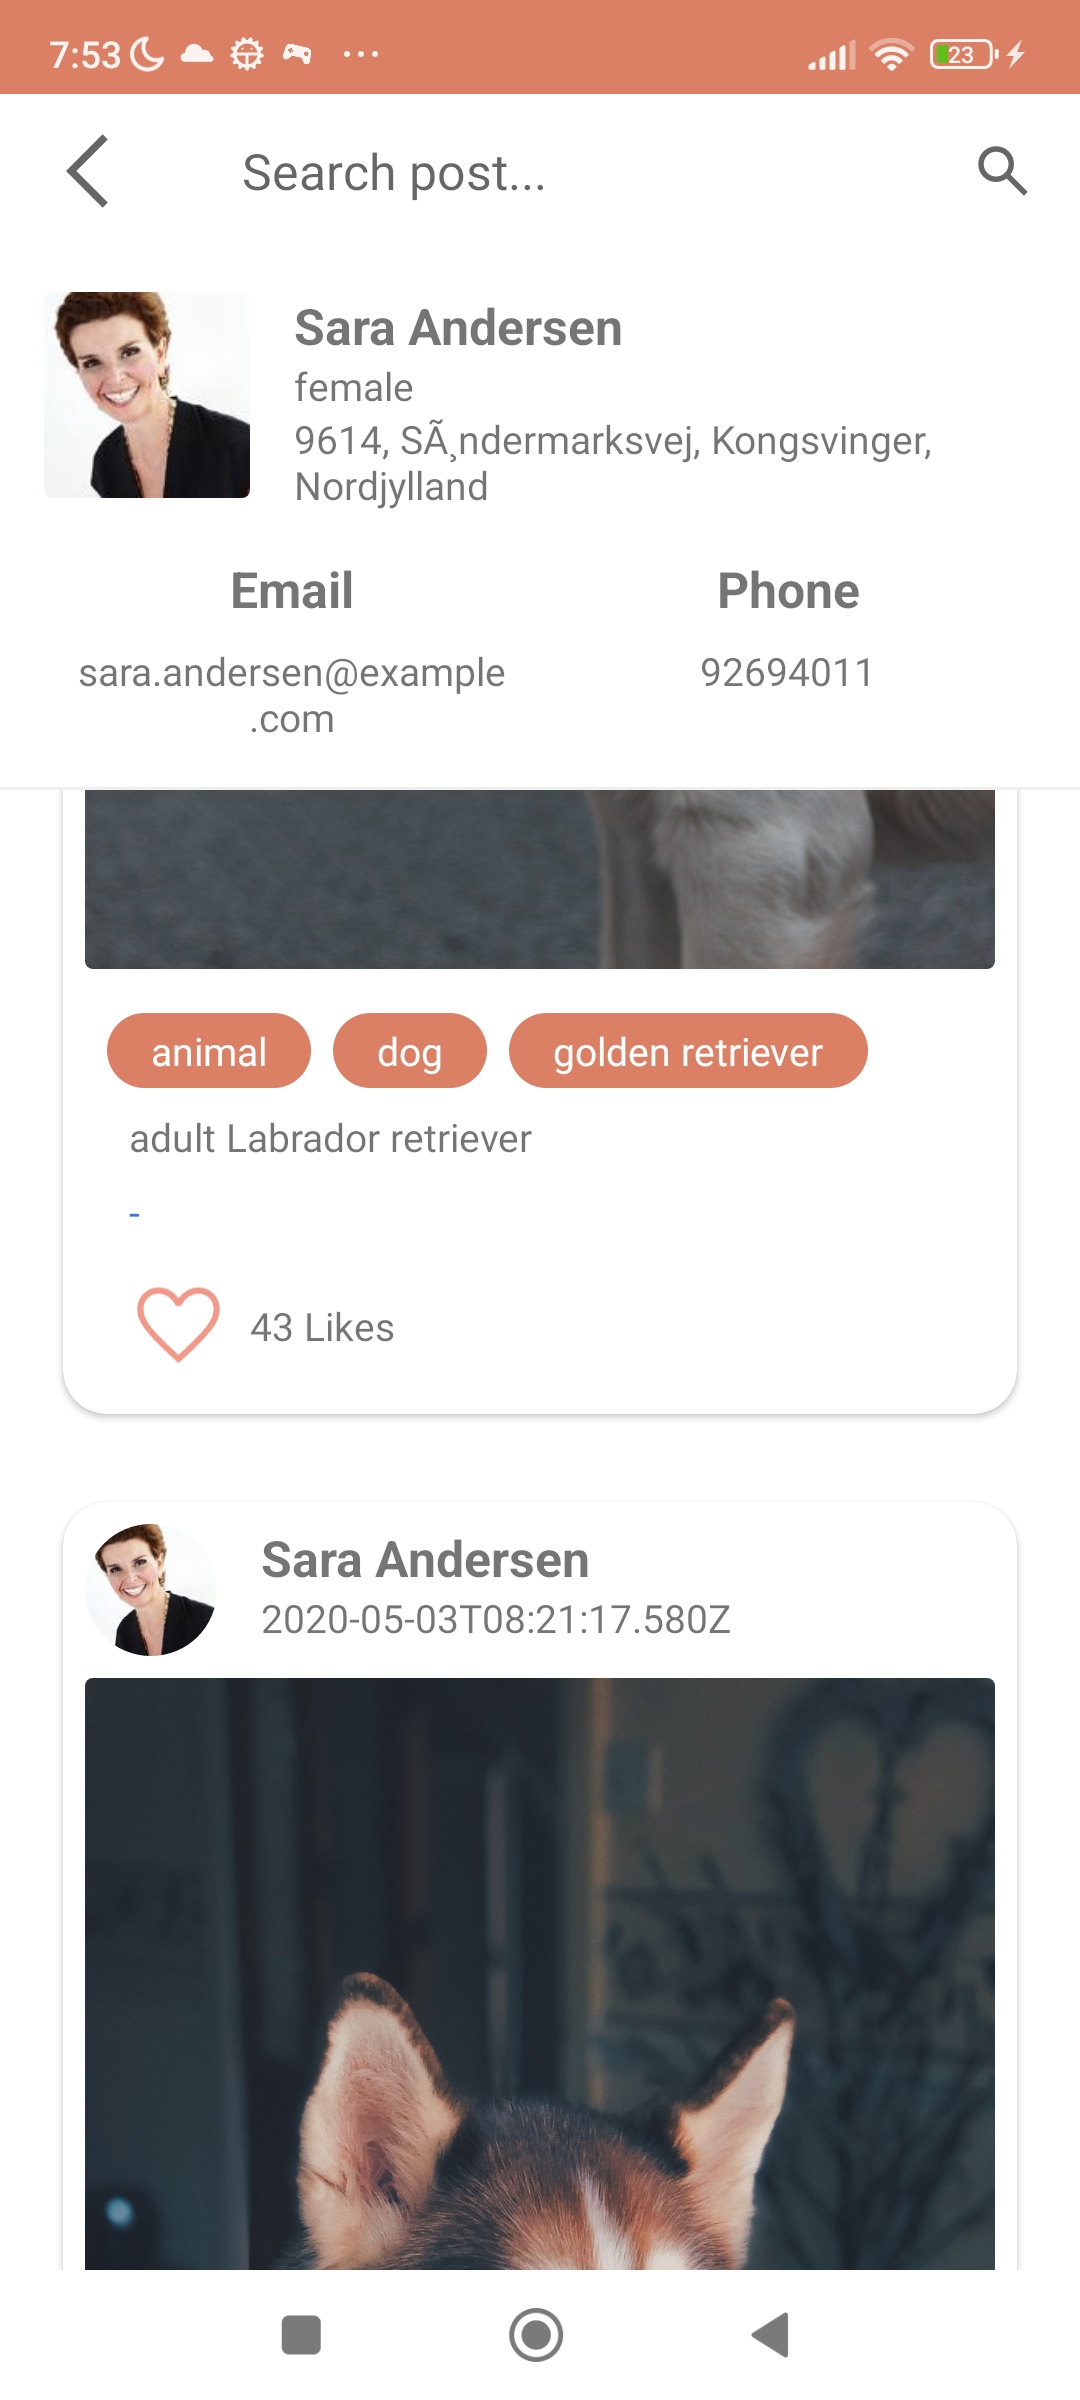 7:53
23
Search post...
Sara Andersen
female
9614, SÃ¸ndermarksvej, Kongsvinger,
Nordjylland
Email
Phone
sara.andersen@example
.com
92694011
animal
dog
golden retriever
adult Labrador retriever
-
43 Likes
Sara Andersen
2020-05-03T08:21:17.580Z